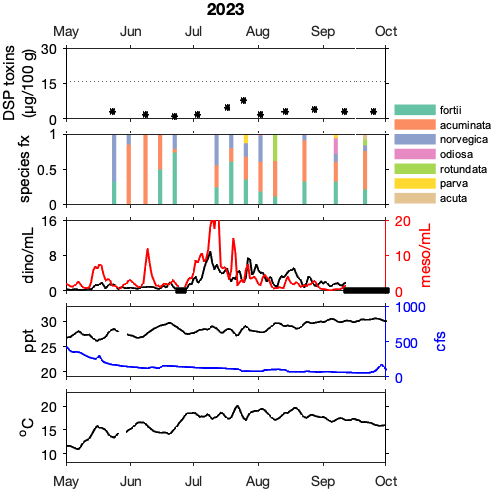 2023
May Jun Jul Aug Sep Oct
DSP toxins
(µg/100 g)
30
15
0
species fx
1
0.5
0
fortii
acuminata
norvegica
odiosa
rotundata
parva
acuta
dino/mL
16
8
0
20
10
0
meso/mL
ppt
30
25
20
1000
500
0
cfs
°C
20
15
10
May Jun Jul Aug Sep Oct